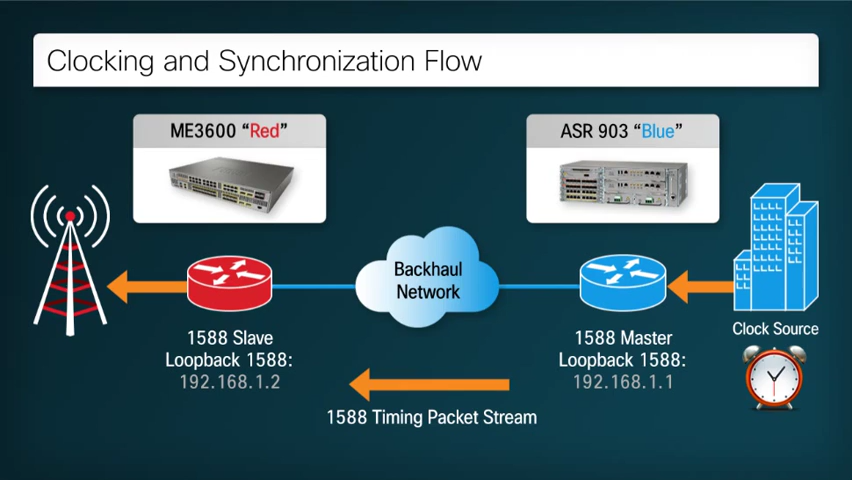 Clocking and Synchronization Flow
ME3600 “Red”
ASR 903 “Blue”
Backhaul
Network
Clock Source
1588 Slave
Loopback 1588:
192.168.1.2
1588 Master
Loopback 1588:
192.168.1.1
1588 Timing Packet Stream